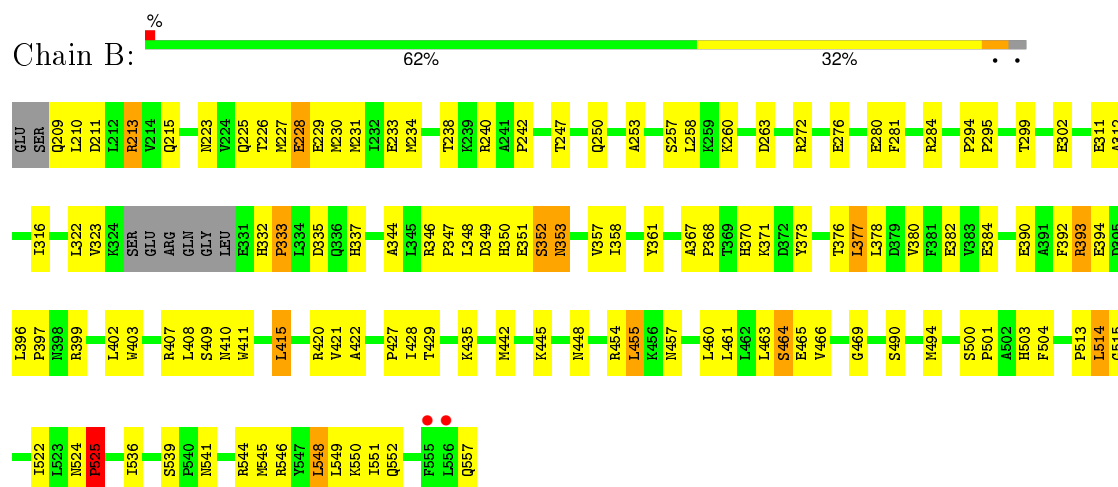 %
Chain B:
62% 32% • •
GLU SER Q209 L210 D211 L212 R213 V214 Q215 N223 V224 Q225 T226 M227 E228 E229 M230 M231 I232 E233 M234 T238 K239 R240 A241 P242 T247 Q250 A253 S257 L258 K259 K260 D263 R272 E276 E280 F281 R284 P294 P295 T299 E302 E311 A312
I316 L322 V323 K324 SER GLU ARG GLN GLY LEU E331 H332 P333 L334 D335 Q336 H337 A344 L345 R346 P347 L348 D349 H350 E351 S352 N353 V357 I358 Y361 A367 P368 T369 H370 K371 D372 Y373 T376 L377 L378 D379 V380 F381 E382 V383 E384 E390 A391 F392 R393 E394 P395
L396 P397 N398 R399 L402 W403 R407 L408 S409 N410 W411 L415 R420 V421 A422 P427 I428 T429 K435 M442 K445 N448 R454 L455 K456 N457 L460 L461 L462 L463 S464 E465 V466 G469 S490 M494 S500 P501 A502 H503 F504 P513 L514 G515
I522 L523 N524 P525 I536 S539 P540 N541 R544 M545 R546 Y547 L548 L549 K550 I551 Q552 F555 L556 Q557